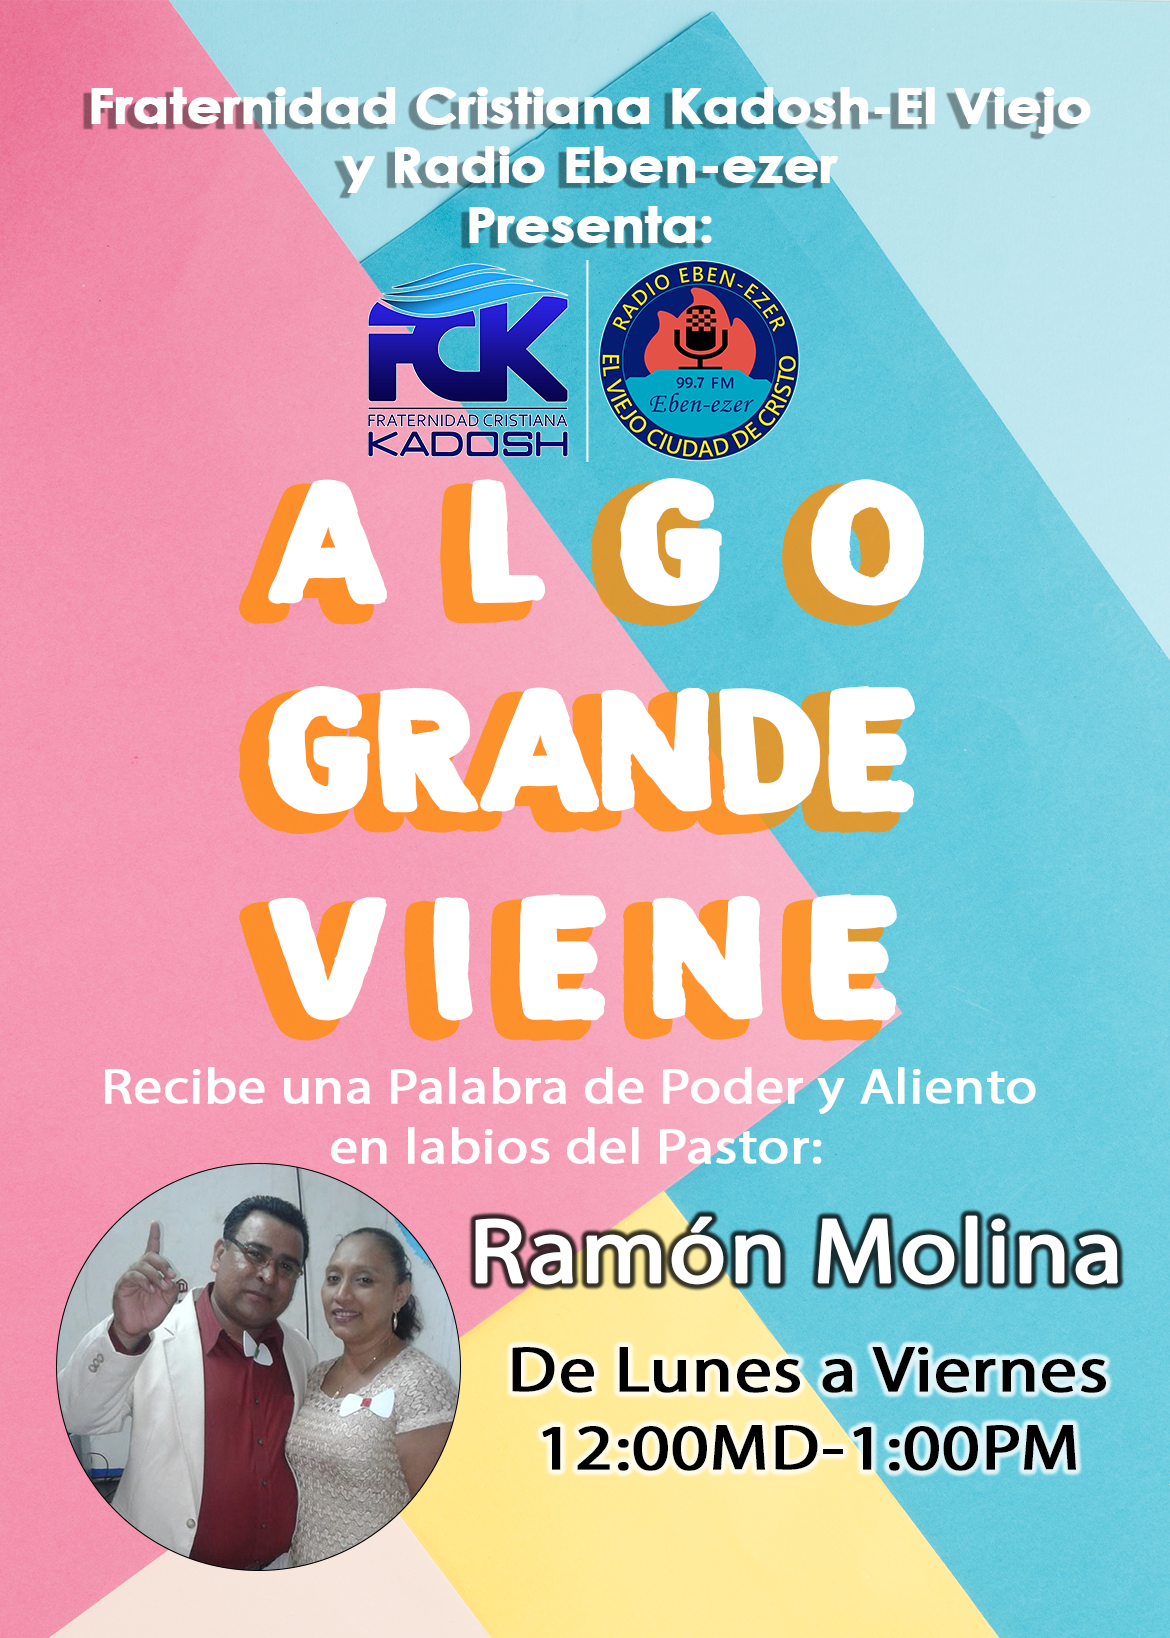 Fraternidad Cristiana Kadosh-El Viejo
y Radio Eben-ezer
Presenta:
FCK
FRATERNIDAD CRISTIANA
KADOSH
RADIO EBEN-EZER
99.7 FM
Eben-ezer
EL VIEJO CIUDAD DE CRISTO
ALGO
GRANDE
VIENE
Recibe una Palabra de Poder y Aliento
en labios del Pastor:
Ramón Molina
De Lunes a Viernes
12:00MD-1:00PM